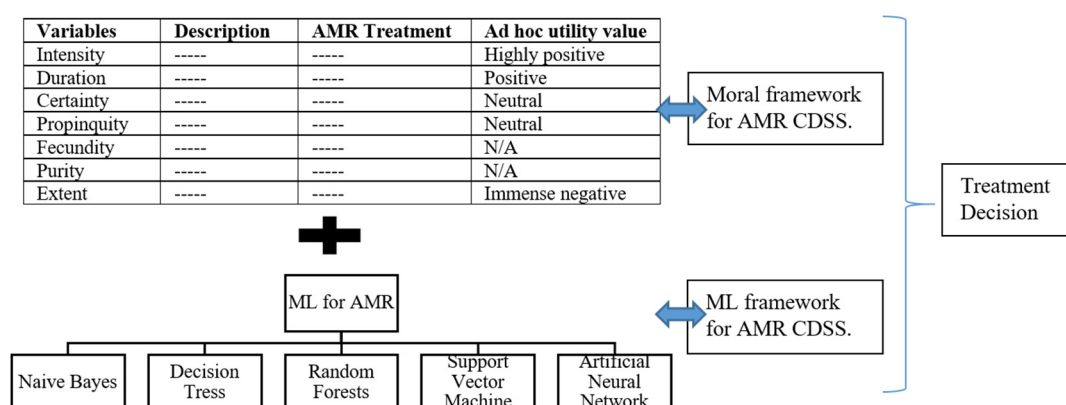 Variables Description AMR Treatment Ad hoc utility value
Intensity ----- ----- Highly positive
Duration ----- ----- Positive
Certainty ----- ----- Neutral
Propinquity ----- ----- Neutral
Fecundity ----- ----- N/A
Purity ----- ----- N/A
Extent ----- ----- Immense negative
Moral framework
for AMR CDSS.
Treatment
Decision
ML for AMR
ML framework
for AMR CDSS.
Naive Bayes
Decision
Tress
Random
Forests
Support
Vector
Machine
Artificial
Neural
Network